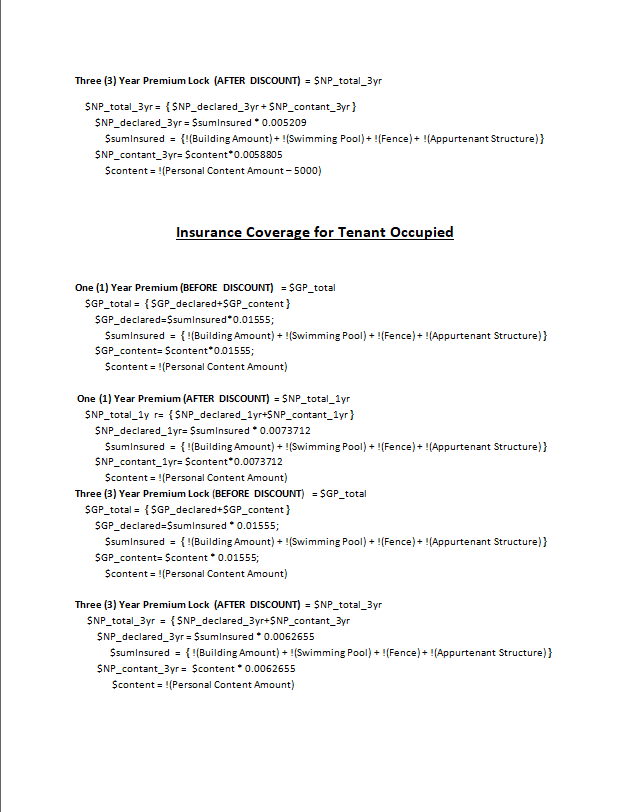 Three (3) Year Premium Lock (AFTER DISCOUNT) = $NP_total_3yr
$NP_total_3yr = {$NP_declared_3yr + $NP_contant_3yr}
$NP_declared_3yr = $sumInsured * 0.005209
$sumInsured = {!(Building Amount) + !(Swimming Pool) + !(Fence) + !(Appurtenant Structure)}
$NP_contant_3yr= $content*0.0058805
$content = !(Personal Content Amount – 5000)
Insurance Coverage for Tenant Occupied
One (1) Year Premium (BEFORE DISCOUNT) = $GP_total
$GP_total = {$GP_declared+$GP_content}
$GP_declared=$sumInsured*0.01555;
$sumInsured = {!(Building Amount) + !(Swimming Pool) + !(Fence) + !(Appurtenant Structure)}
$GP_content= $content*0.01555;
$content = !(Personal Content Amount)
One (1) Year Premium (AFTER DISCOUNT) = $NP_total_1yr
$NP_total_1y r= {$NP_declared_1yr+$NP_contant_1yr}
$NP_declared_1yr= $sumInsured * 0.0073712
$sumInsured = {!(Building Amount) + !(Swimming Pool) + !(Fence) + !(Appurtenant Structure)}
$NP_contant_1yr= $content*0.0073712
$content = !(Personal Content Amount)
Three (3) Year Premium Lock (BEFORE DISCOUNT) = $GP_total
$GP_total = {$GP_declared+$GP_content}
$GP_declared=$sumInsured * 0.01555;
$sumInsured = {!(Building Amount) + !(Swimming Pool) + !(Fence) + !(Appurtenant Structure)}
$GP_content= $content * 0.01555;
$content = !(Personal Content Amount)
Three (3) Year Premium Lock (AFTER DISCOUNT) = $NP_total_3yr
$NP_total_3yr = {$NP_declared_3yr+$NP_contant_3yr
$NP_declared_3yr = $sumInsured * 0.0062655
$sumInsured = {!(Building Amount) + !(Swimming Pool) + !(Fence) + !(Appurtenant Structure)}
$NP_contant_3yr = $content * 0.0062655
$content = !(Personal Content Amount)